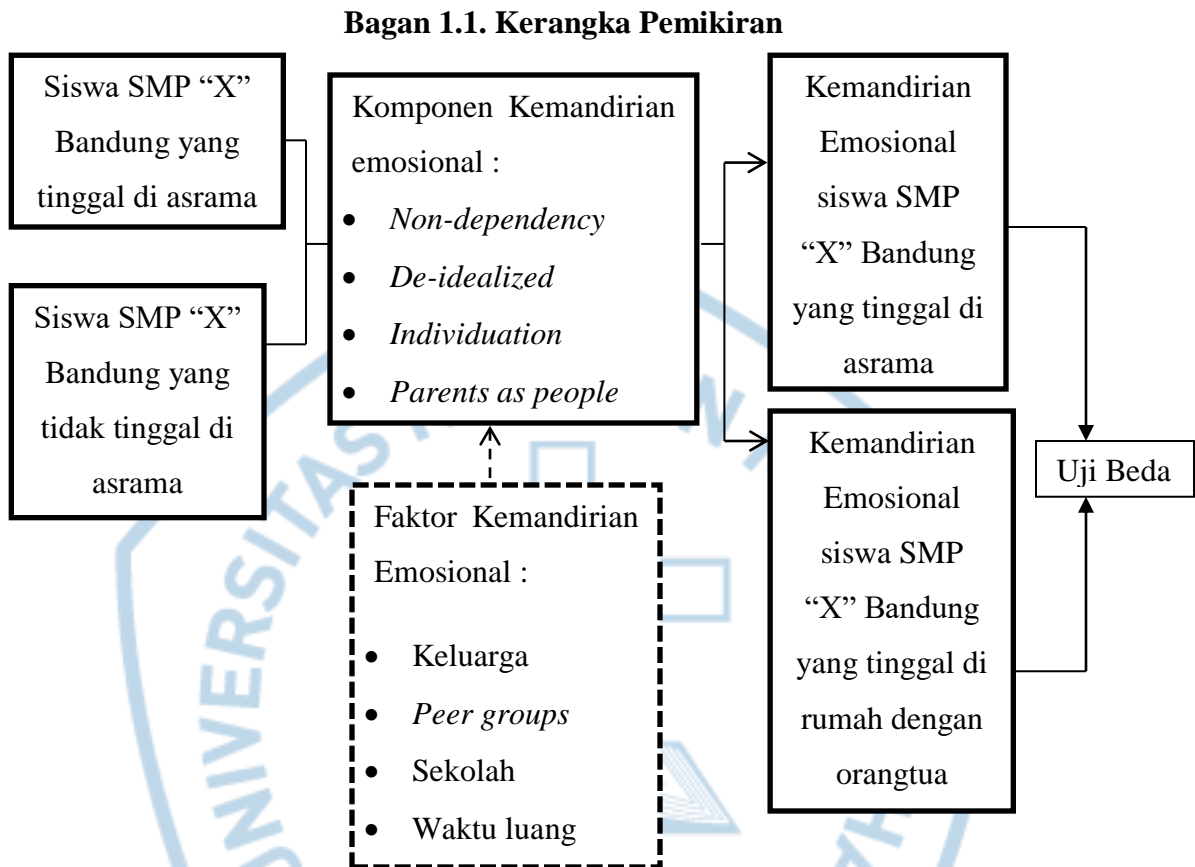 Bagan 1.1. Kerangka Pemikiran
Siswa SMP “X”
Bandung yang
tinggal di asrama
Siswa SMP “X”
Bandung yang
tidak tinggal di
asrama
Komponen Kemandirian
emosional :
• Non-dependency
• De-idealized
• Individuation
• Parents as people
Faktor Kemandirian
Emosional :
• Keluarga
• Peer groups
• Sekolah
• Waktu luang
Kemandirian
Emosional
siswa SMP
“X” Bandung
yang tinggal di
asrama
Kemandirian
Emosional
siswa SMP
“X” Bandung
yang tinggal di
rumah dengan
orangtua
Uji Beda